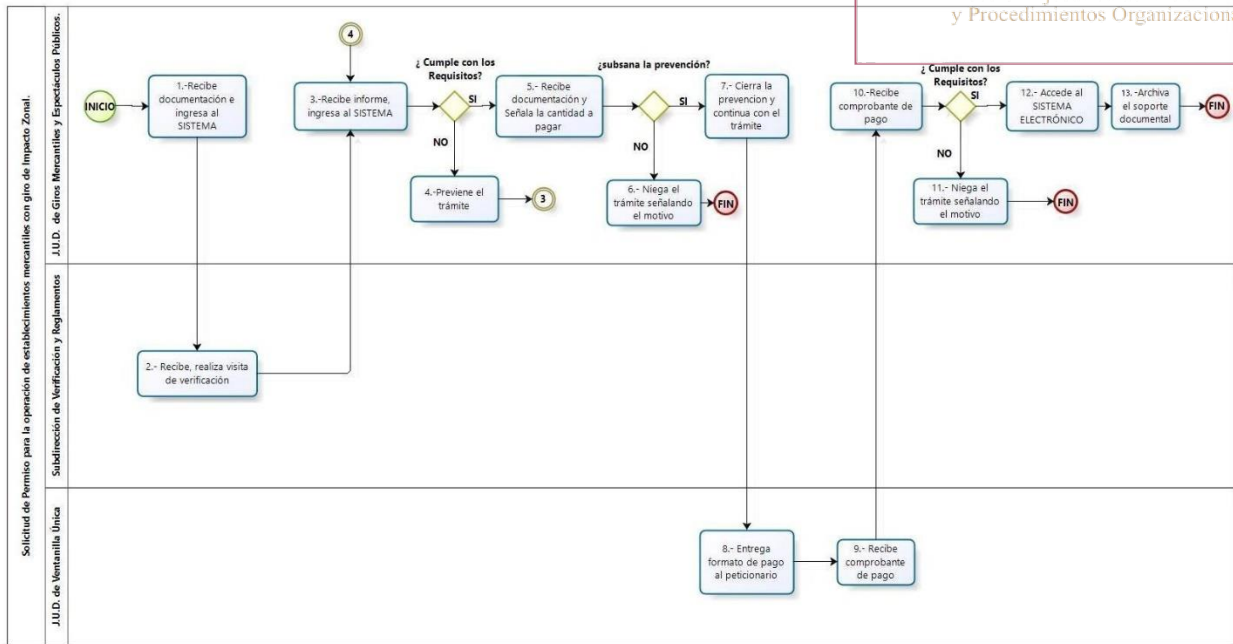 y Procedimientos Organizaciona
Solicitud de Permiso para la operación de establecimientos mercantiles con giro de Impacto Zonal.
J.U.D. de Giros Mercantiles y Espectáculos Públicos.
INICIO
1.-Recibe
documentación e
ingresa al
SISTEMA
4
3.-Recibe informe,
ingresa al SISTEMA
¿ Cumple con los
Requisitos?
SI
NO
4.-Previene el
trámite
3
5.- Recibe
documentación y
Señala la cantidad a
pagar
¿subsana la prevención?
SI
NO
6.- Niega el
trámite señalando
el motivo
FIN
7.- Cierra la
prevencion y
continua con el
trámite
10.-Recibe
comprobante de
pago
¿ Cumple con los
Requisitos?
SI
NO
11.- Niega el
trámite señalando
el motivo
FIN
12.- Accede al
SISTEMA
ELECTRÓNICO
13.-Archiva
el soporte
documental
FIN
Subdirección de Verificación y Reglamentos
2.- Recibe, realiza visita
de verificación
J.U.D. de Ventanilla Única
8.- Entrega
formato de pago
al peticionario
9.- Recibe
comprobante
de pago